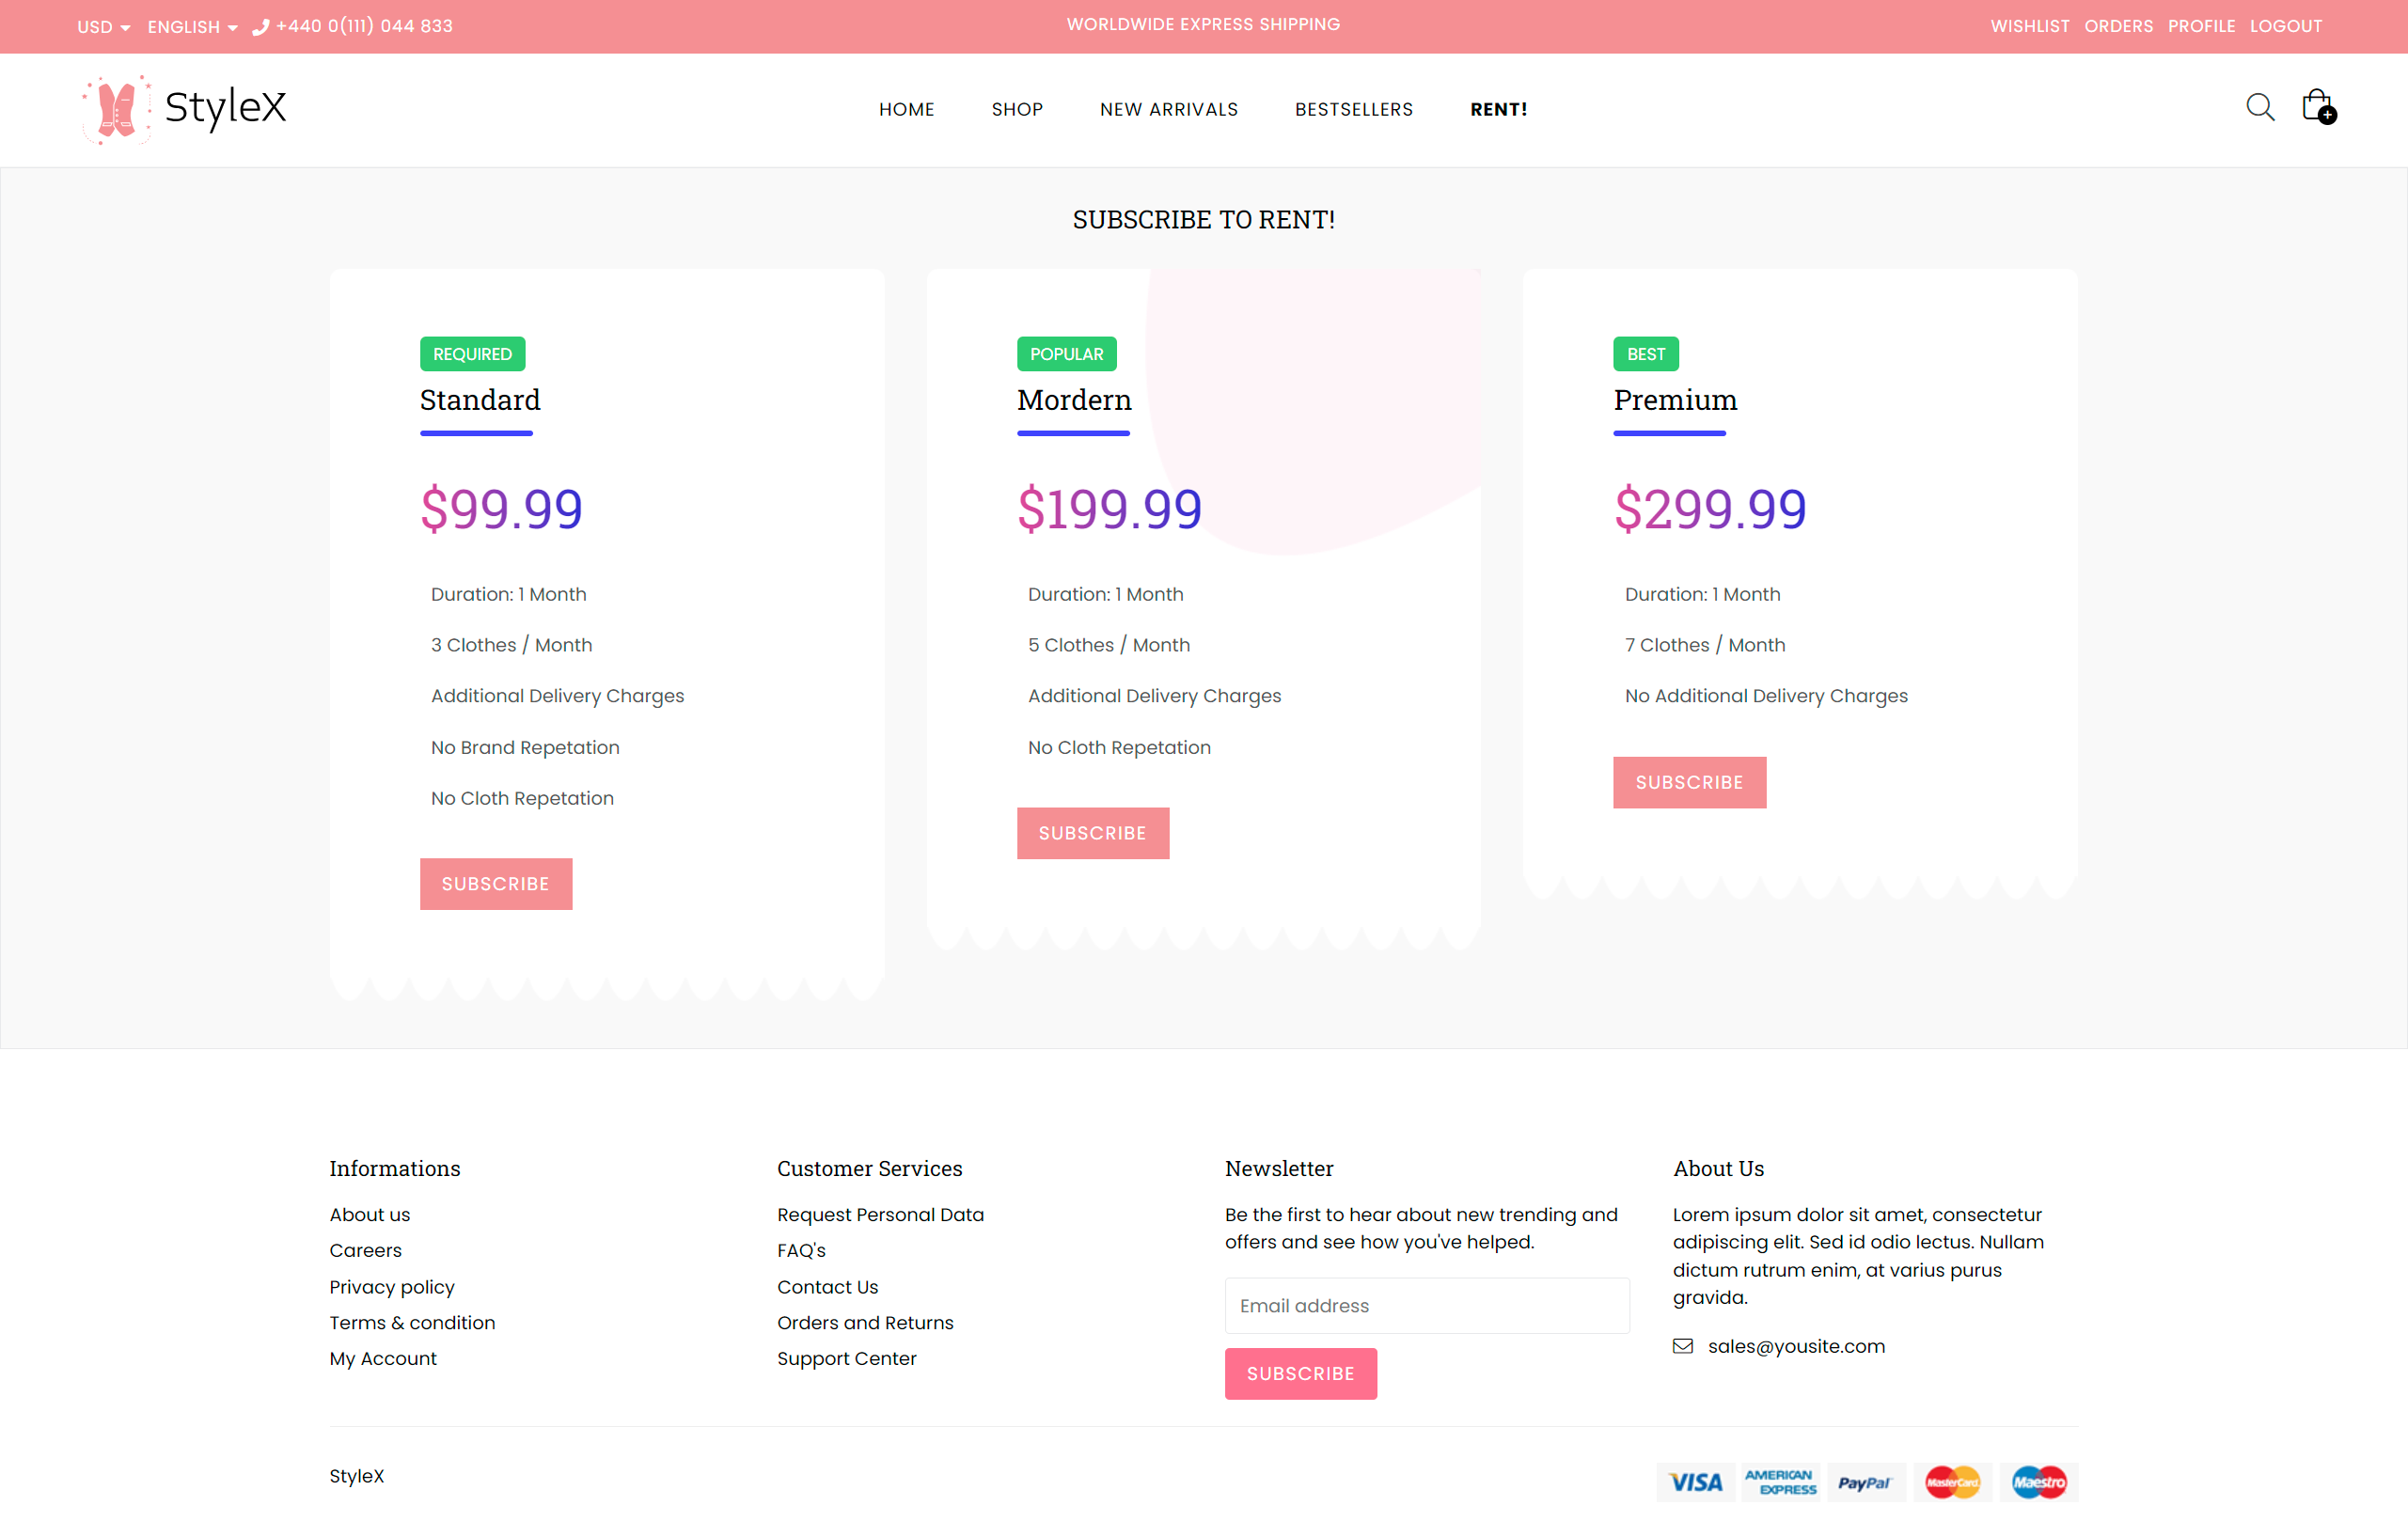 USD ENGLISH +440 0(111) 044 833
WORLDWIDE EXPRESS SHIPPING
WISHLIST ORDERS PROFILE LOGOUT
StyleX
HOME SHOP NEW ARRIVALS BESTSELLERS RENT!
SUBSCRIBE TO RENT!
REQUIRED
Standard
$99.99
Duration: 1 Month
3 Clothes / Month
Additional Delivery Charges
No Brand Repetation
No Cloth Repetation
SUBSCRIBE
POPULAR
Mordern
$199.99
Duration: 1 Month
5 Clothes / Month
Additional Delivery Charges
No Cloth Repetation
SUBSCRIBE
BEST
Premium
$299.99
Duration: 1 Month
7 Clothes / Month
No Additional Delivery Charges
SUBSCRIBE
Informations
About us
Careers
Privacy policy
Terms & condition
My Account
Customer Services
Request Personal Data
FAQ's
Contact Us
Orders and Returns
Support Center
Newsletter
Be the first to hear about new trending and
offers and see how you've helped.
Email address
SUBSCRIBE
About Us
Lorem ipsum dolor sit amet, consectetur
adipiscing elit. Sed id odio lectus. Nullam
dictum rutrum enim, at varius purus
gravida.
sales@yousite.com
StyleX
VISA
AMERICAN
EXPRESS
PayPal
MasterCard
Maestro